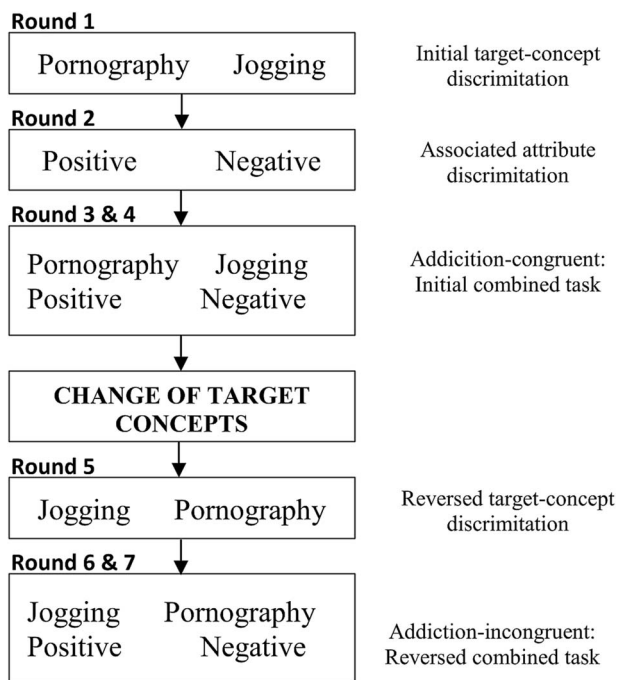 Round 1
Pornography Jogging
Initial target-concept
discrimitation
Round 2
Positive Negative
Associated attribute
discrimitation
Round 3 & 4
Pornography Jogging
Positive Negative
Addicition-congruent:
Initial combined task
CHANGE OF TARGET
CONCEPTS
Round 5
Jogging Pornography
Reversed target-concept
discrimitation
Round 6 & 7
Jogging Pornography
Positive Negative
Addiction-incongruent:
Reversed combined task